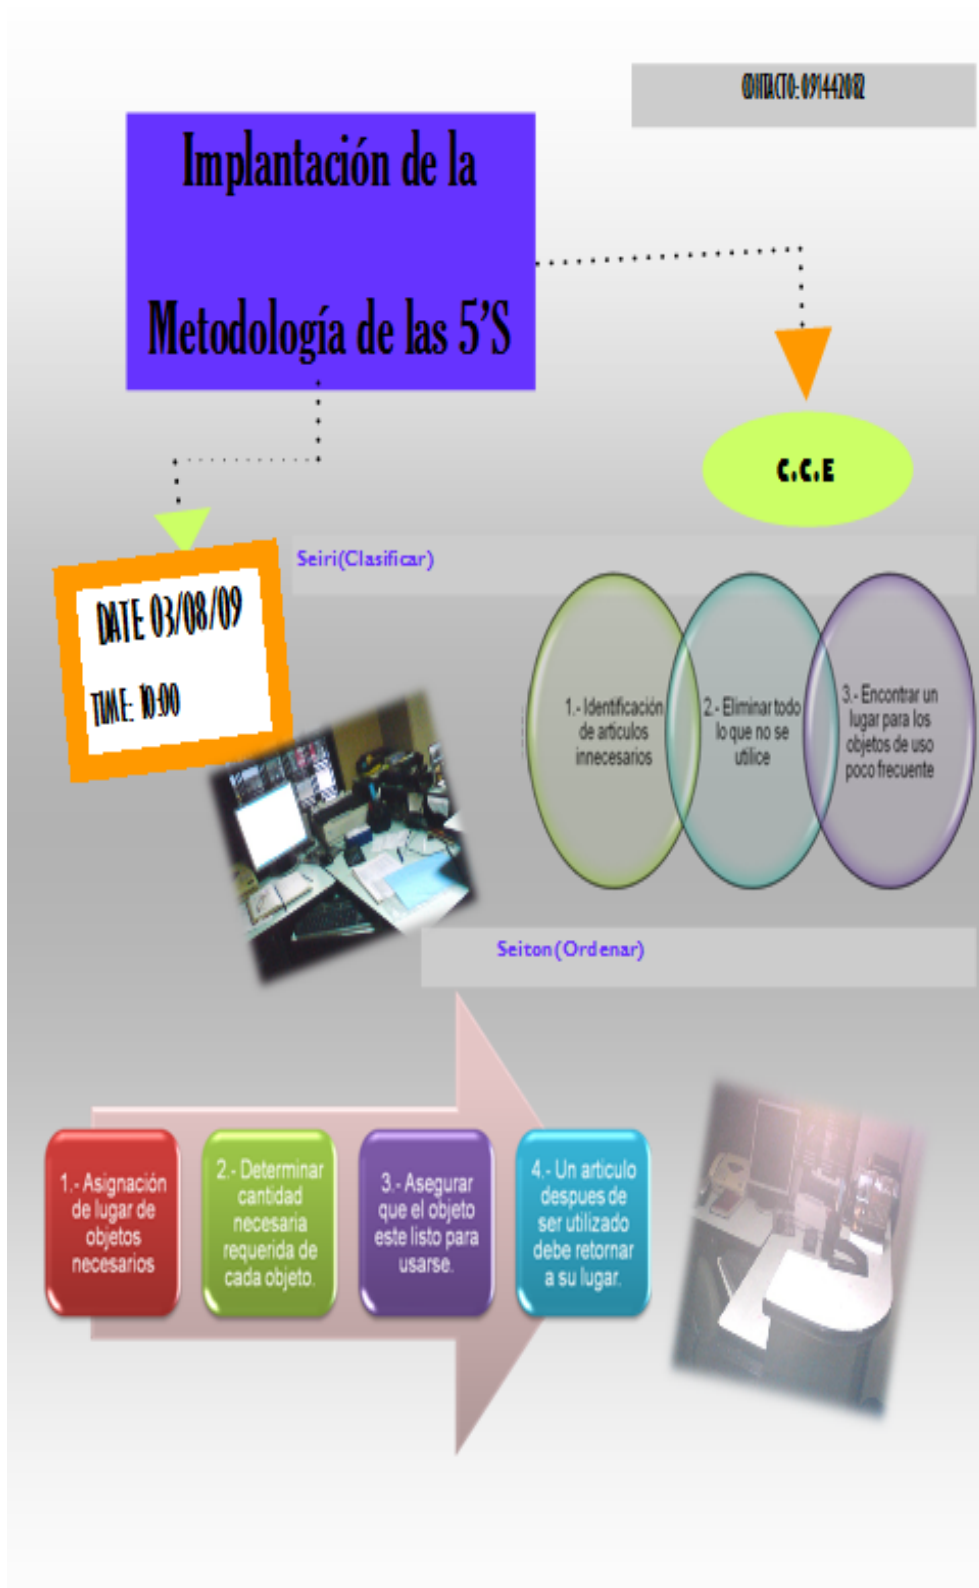 CONTACTO: 091442082
Implantación de la
Metodología de las 5’S
C.C.E
DATE 03/08/09
TIME: 10:00
Seiri(Clasificar)
1.- Identificación
de articulos
innecesarios
2.- Eliminar todo
lo que no se
utilice
3.- Encontrar un
lugar para los
objetos de uso
poco frecuente
Seiton(Ordenar)
1.- Asignación
de lugar de
objetos
necesarios
2.- Determinar
cantidad
necesaria
requerida de
cada objeto.
3.- Asegurar
que el objeto
este listo para
usarse.
4.- Un articulo
despues de
ser utilizado
debe retornar
a su lugar.